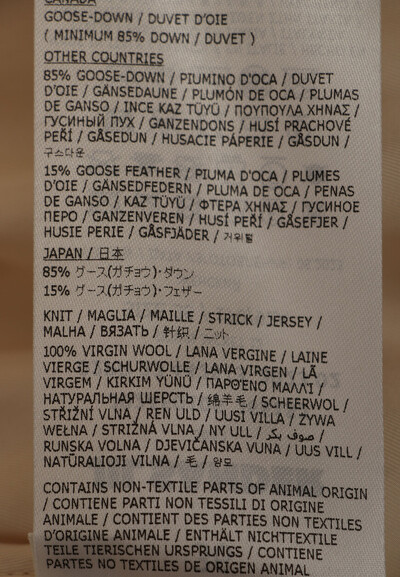 CANADA
GOOSE-DOWN / DUVET D'OIE
( MINIMUM 85% DOWN / DUVET )
OTHER COUNTRIES
85% GOOSE-DOWN / PIUMINO D'OCA / DUVET
D'OIE / GÄNSEDAUNE / PLUMÓN DE OCA / PLUMAS
DE GANSO / INCE KAZ TÜYÜ / ΠΟΥΠΟΥΛΑ ΧΗΝΑΣ /
ГУСИНЫЙ ПУХ / GANZENDONS / HUSÍ PRACHOVÉ
PEŘÍ / GÅSEDUN / HUSACIE PÁPERIE / GÅSDUN /
구스다운
15% GOOSE FEATHER / PIUMA D'OCA / PLUMES
D'OIE / GÄNSEDFEDERN / PLUMA DE OCA / PENAS
DE GANSO / KAZ TÜYÜ / ΦΤΕΡΑ ΧΗΝΑΣ / ГУСИНОЕ
ПЕРО / GANZENVEREN / HUSÍ PEŘÍ / GÅSEFJER /
HUSIE PERIE / GÅSFJÄDER / 거위털
JAPAN / 日本
85% グース(ガチョウ)・ダウン
15% グース(ガチョウ)・フェザー
KNIT / MAGLIA / MAILLE / STRICK / JERSEY /
MALHA / ВЯЗАТЬ / 针织 / ニット
100% VIRGIN WOOL / LANA VERGINE / LAINE
VIERGE / SCHURWOLLE / LANA VIRGEN / LÃ
VIRGEM / KIRKIM YÜNÜ / ΠΑΡΘΈΝΟ ΜΑΛΛΊ /
НАТУРАЛЬНАЯ ШЕРСТЬ / 绵羊毛 / SCHEERWOL /
STŘIŽNÍ VLNA / REN ULD / UUSI VILLA / ŻYWA
WEŁNA / STRIŽNÁ VLNA / NY ULL / صوف بكر /
RUNSKA VOLNA / DJEVIČANSKA VUNA / UUS VILL /
NATŪRALIOJI VILNA / 毛 / 양모
CONTAINS NON-TEXTILE PARTS OF ANIMAL ORIGIN
/ CONTIENE PARTI NON TESSILI DI ORIGINE
ANIMALE / CONTIENT DES PARTIES NON TEXTILES
D'ORIGINE ANIMALE / ENTHÄLT NICHTTEXTILE
TEILE TIERISCHEN URSPRUNGS / CONTIENE
PARTES NO TEXTILES DE ORIGEN ANIMAL